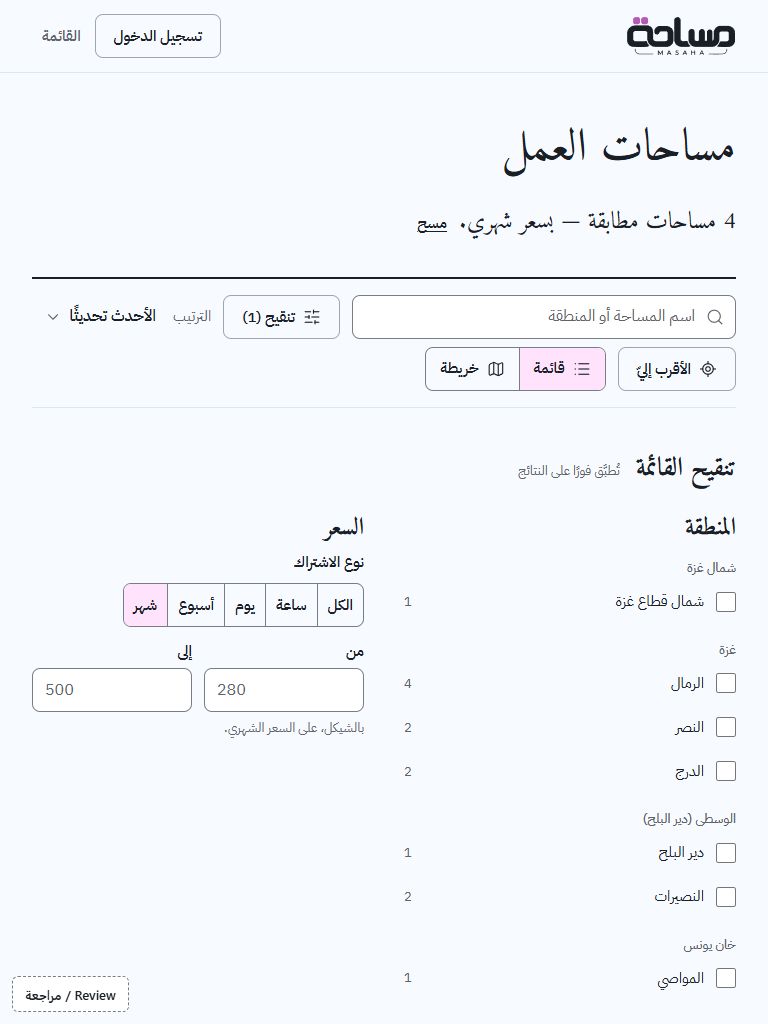 مساحة
MASAHA
تسجيل الدخول
القائمة
مساحات العمل
4 مساحات مطابقة — بسعر شهري. مسح
اسم المساحة أو المنطقة
تنقيح (1)
الترتيب الأحدث تحديثًا
الأقرب إليّ
قائمة
خريطة
تنقيح القائمة تُطبَّق فورًا على النتائج
المنطقة
شمال غزة
شمال قطاع غزة 1
غزة
الرمال 4
النصر 2
الدرج 2
الوسطى (دير البلح)
دير البلح 1
النصيرات 2
خان يونس
المواصي 1
السعر
نوع الاشتراك
الكل ساعة يوم أسبوع شهر
من إلى
280 500
بالشيكل، على السعر الشهري.
Review / مراجعة